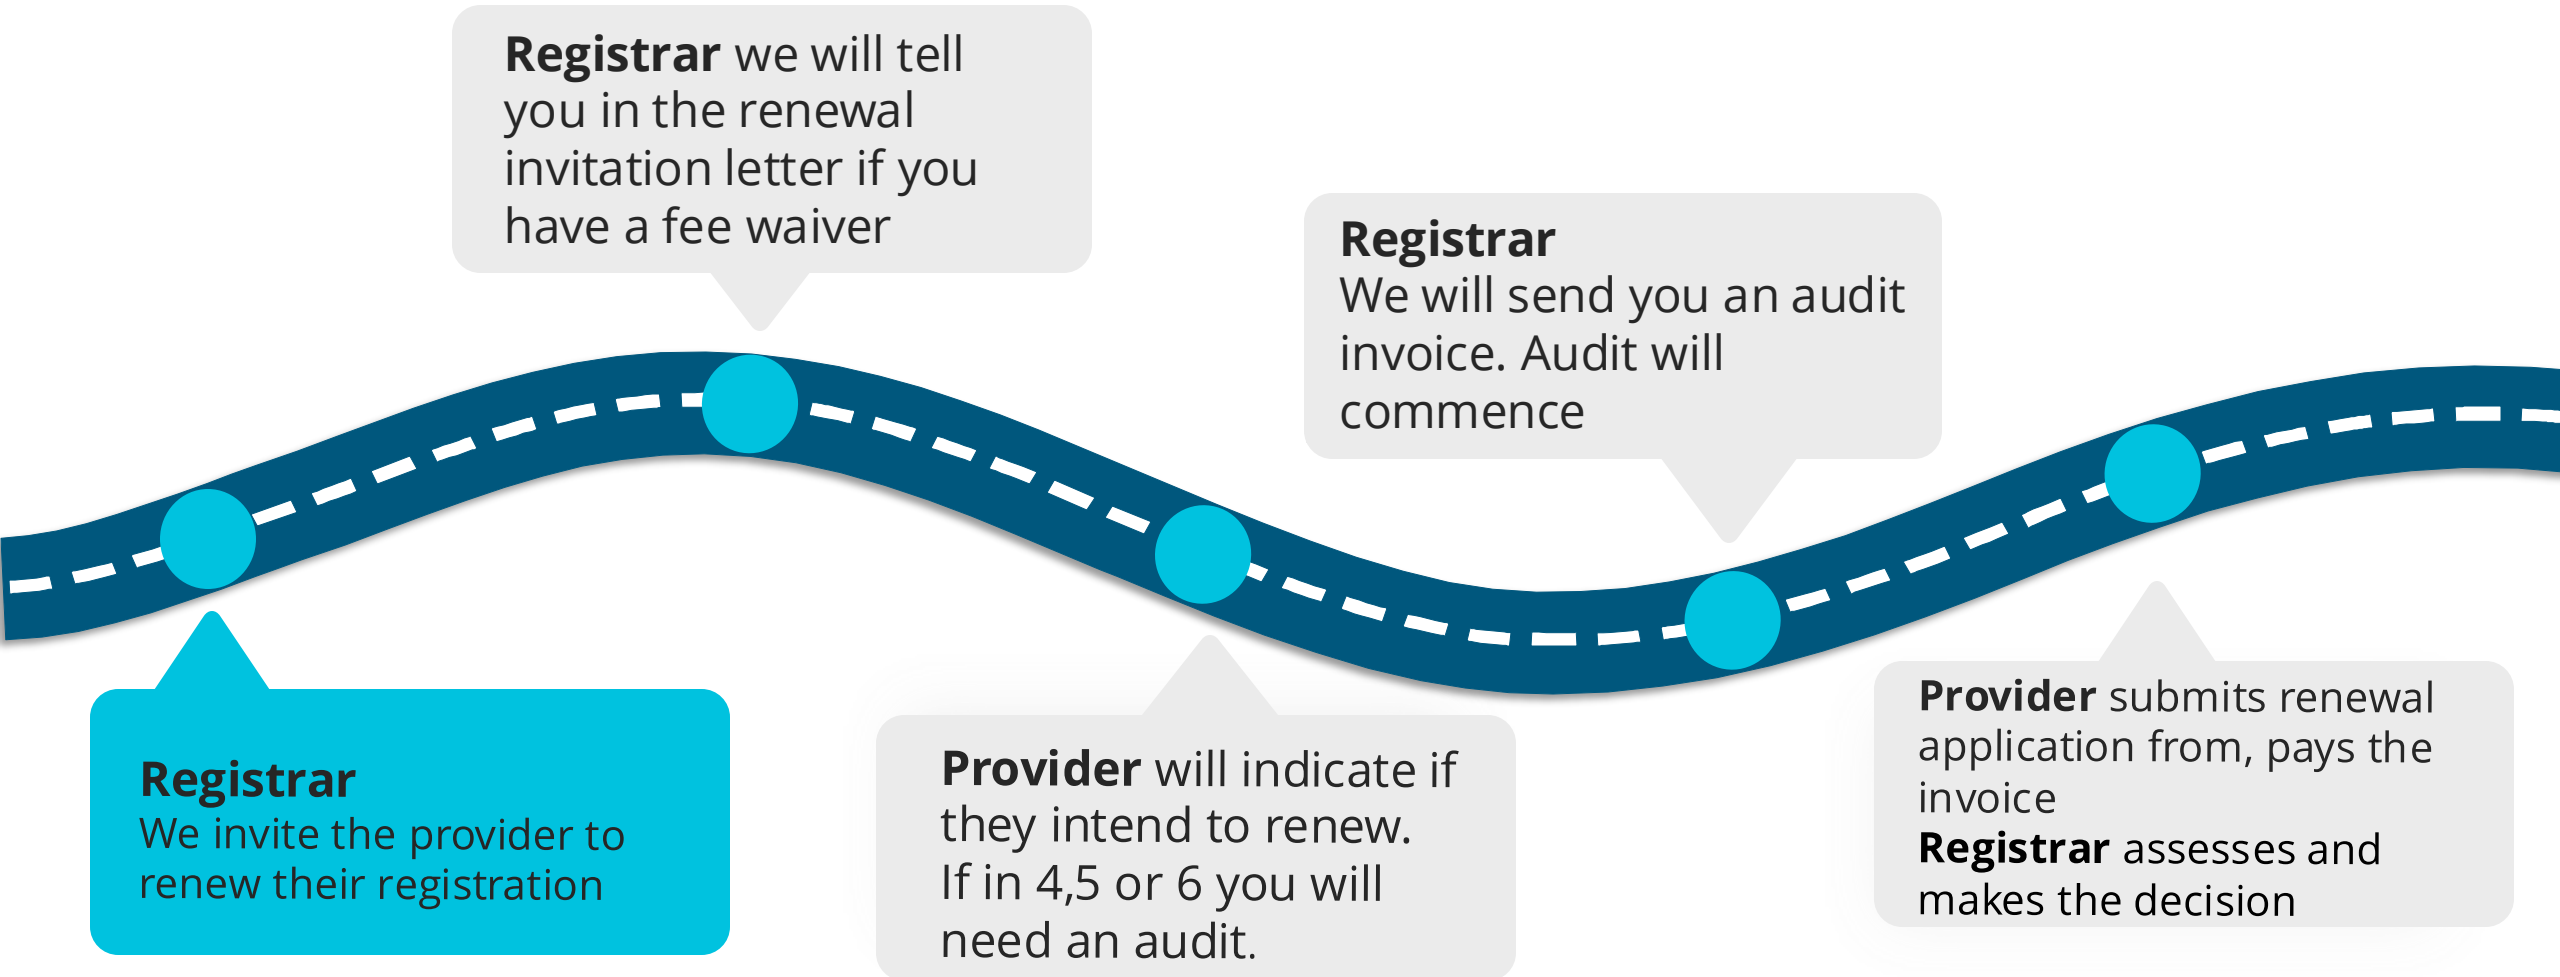 Registrar
We invite the provider to
renew their registration
Registrar we will tell
you in the renewal
invitation letter if you
have a fee waiver
Provider will indicate if
they intend to renew.
If in 4,5 or 6 you will
need an audit.
Registrar
We will send you an audit
invoice. Audit will
commence
Provider submits renewal
application from, pays the
invoice
Registrar assesses and
makes the decision